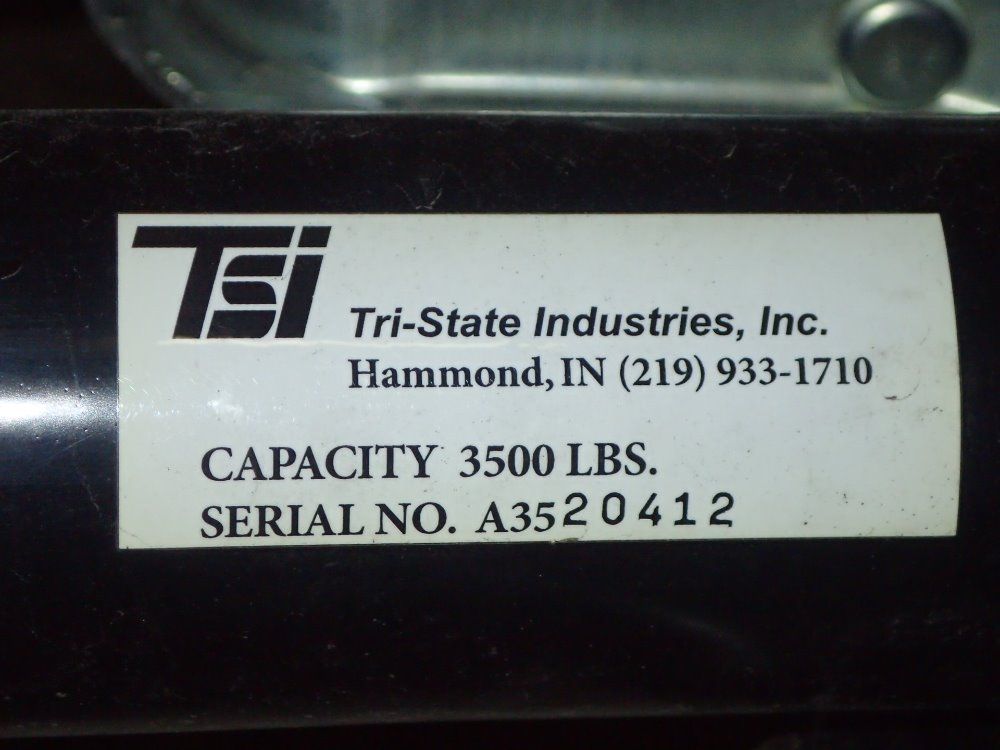 TSi
Tri-State Industries, Inc.
Hammond, IN (219) 933-1710
CAPACITY 3500 LBS.
SERIAL NO. A3520412